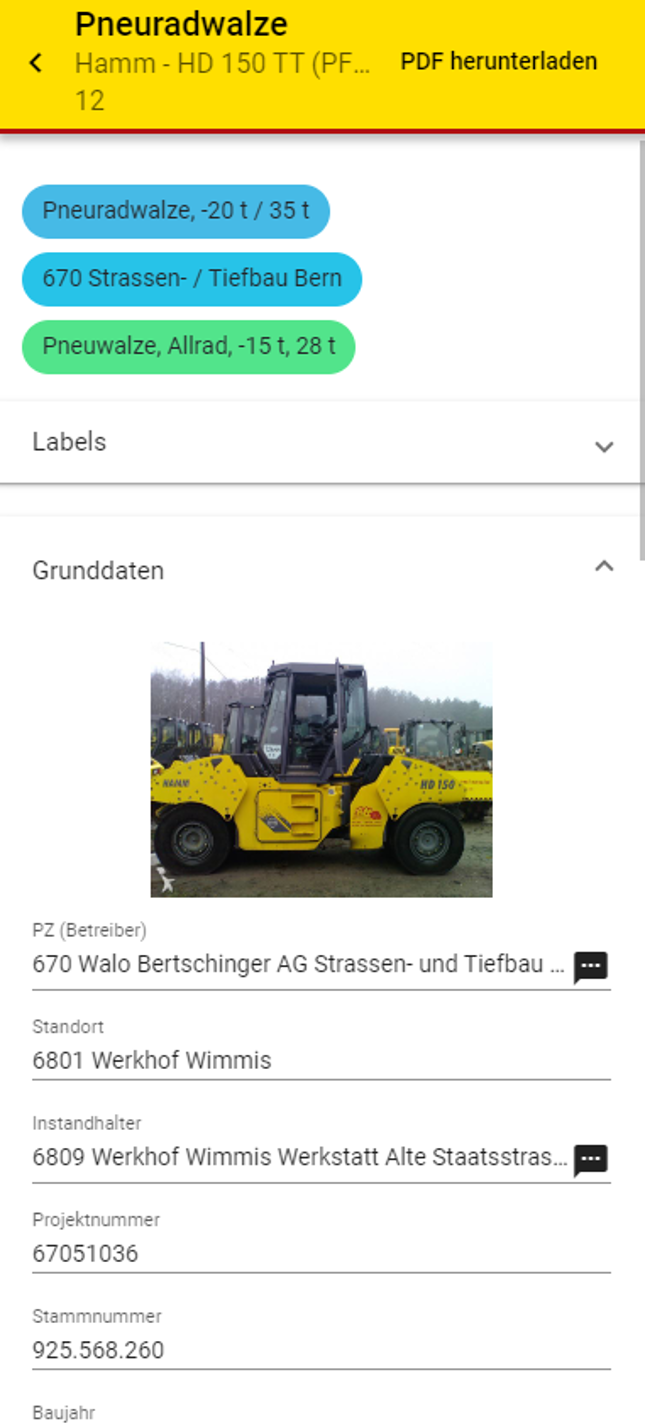 Pneuradwalze
Hamm - HD 150 TT (PF...
12
PDF herunterladen
Pneuradwalze, -20 t / 35 t
670 Strassen- / Tiefbau Bern
Pneuwalze, Allrad, -15 t, 28 t
Labels
Grunddaten
HAMM
HD 150
PZ (Betreiber)
670 Walo Bertschinger AG Strassen- und Tiefbau ...
Standort
6801 Werkhof Wimmis
Instandhalter
6809 Werkhof Wimmis Werkstatt Alte Staatsstras...
Projektnummer
67051036
Stammnummer
925.568.260
Baujahr